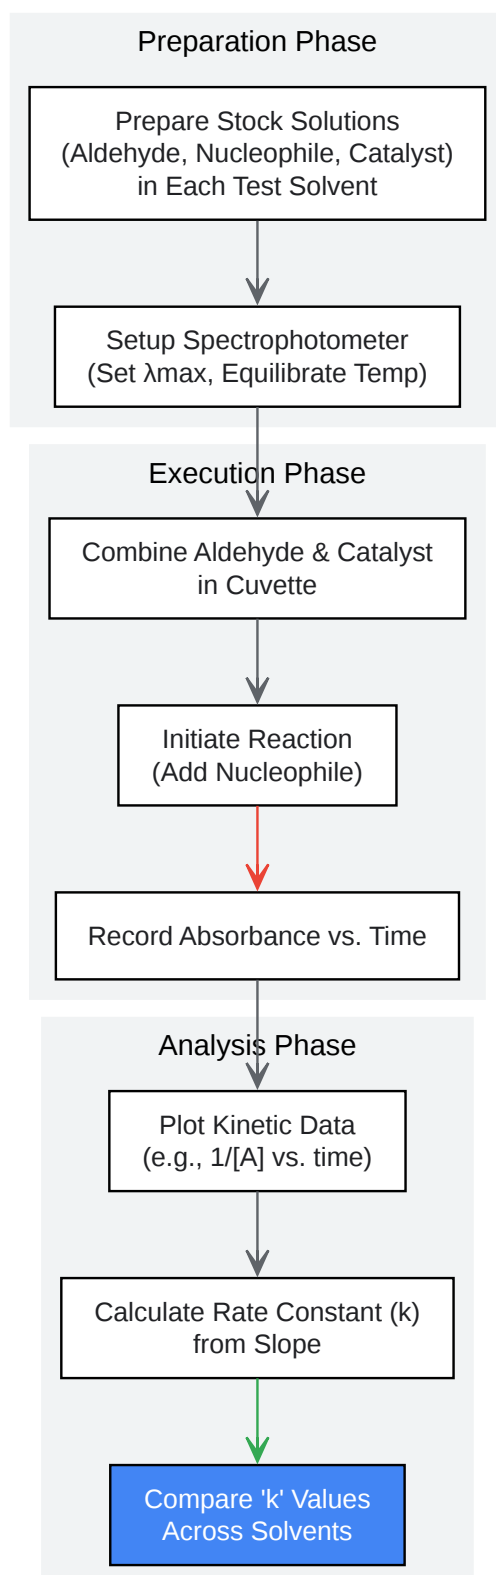 Preparation Phase
Prepare Stock Solutions
(Aldehyde, Nucleophile, Catalyst)
in Each Test Solvent
Setup Spectrophotometer
(Set λmax, Equilibrate Temp)
Execution Phase
Combine Aldehyde & Catalyst
in Cuvette
Initiate Reaction
(Add Nucleophile)
Record Absorbance vs. Time
Analysis Phase
Plot Kinetic Data
(e.g., 1/[A] vs. time)
Calculate Rate Constant (k)
from Slope
Compare 'k' Values
Across Solvents